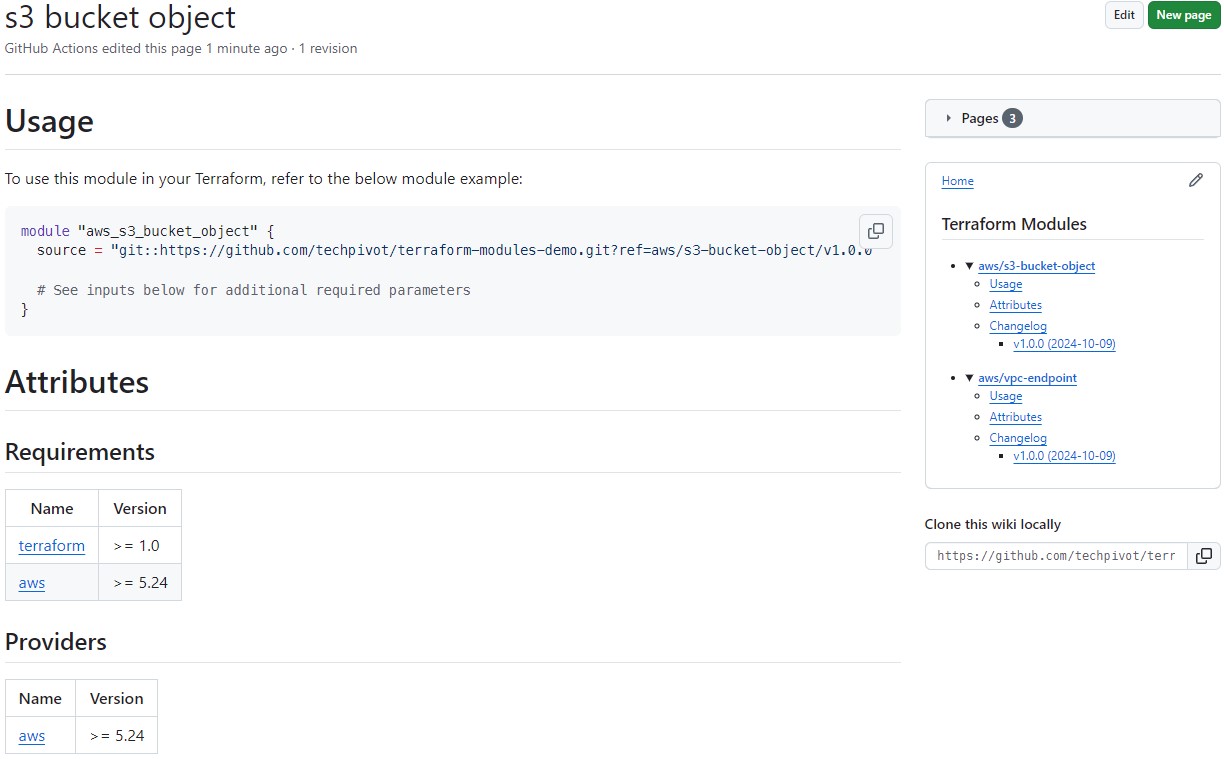 s3 bucket object
Edit
New page
GitHub Actions edited this page 1 minute ago · 1 revision
Usage
To use this module in your Terraform, refer to the below module example:
module "aws_s3_bucket_object" {
  source = "git::https://github.com/techpivot/terraform-modules-demo.git?ref=aws/s3-bucket-object/v1.0.0
  # See inputs below for additional required parameters
}
Attributes
Requirements
Name Version
terraform >= 1.0
aws >= 5.24
Providers
Name Version
aws >= 5.24
Pages 3
Home
Terraform Modules
• ▼ aws/s3-bucket-object
◦ Usage
◦ Attributes
◦ Changelog
▪ v1.0.0 (2024-10-09)
• ▼ aws/vpc-endpoint
◦ Usage
◦ Attributes
◦ Changelog
▪ v1.0.0 (2024-10-09)
Clone this wiki locally
https://github.com/techpivot/terr